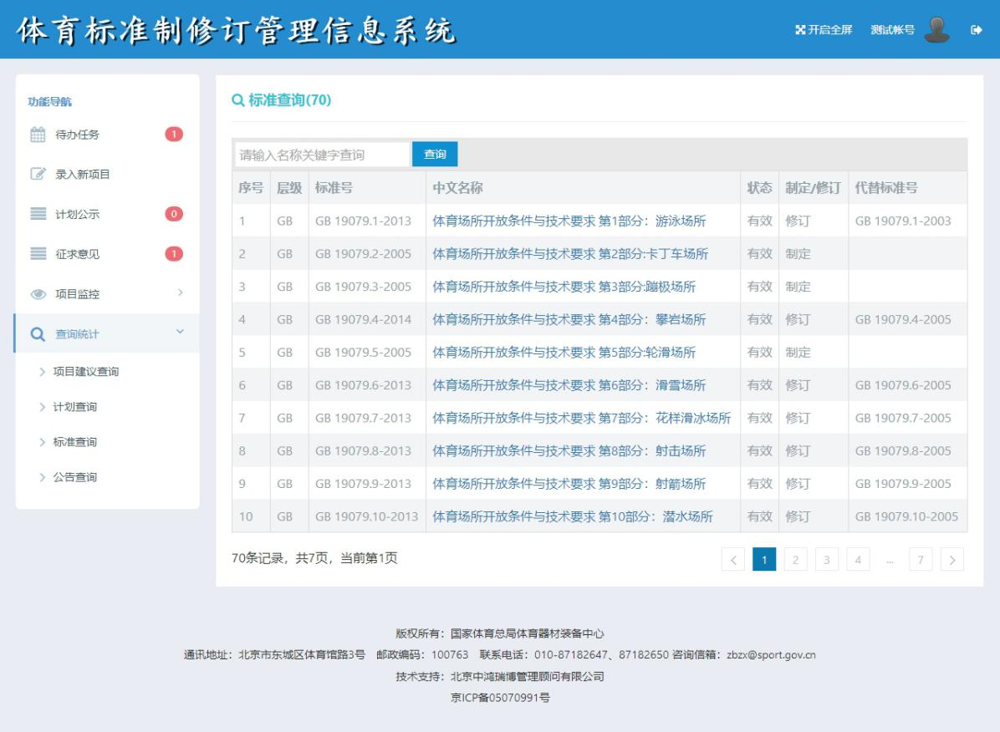 体育标准制修订管理信息系统
开启全屏 测试帐号
功能导航
待办任务 1
录入新项目
计划公示 0
征求意见 1
项目监控
查询统计
项目建议查询
计划查询
标准查询
公告查询
标准查询(70)
请输入名称关键字查询 查询
序号 层级 标准号 中文名称 状态 制定/修订 代替标准号
1 GB GB 19079.1-2013 体育场所开放条件与技术要求 第1部分：游泳场所 有效 修订 GB 19079.1-2003
2 GB GB 19079.2-2005 体育场所开放条件与技术要求 第2部分:卡丁车场所 有效 制定
3 GB GB 19079.3-2005 体育场所开放条件与技术要求 第3部分:蹦极场所 有效 制定
4 GB GB 19079.4-2014 体育场所开放条件与技术要求 第4部分：攀岩场所 有效 修订 GB 19079.4-2005
5 GB GB 19079.5-2005 体育场所开放条件与技术要求 第5部分:轮滑场所 有效 制定
6 GB GB 19079.6-2013 体育场所开放条件与技术要求 第6部分：滑雪场所 有效 修订 GB 19079.6-2005
7 GB GB 19079.7-2013 体育场所开放条件与技术要求 第7部分：花样滑冰场所 有效 修订 GB 19079.7-2005
8 GB GB 19079.8-2013 体育场所开放条件与技术要求 第8部分：射击场所 有效 修订 GB 19079.8-2005
9 GB GB 19079.9-2013 体育场所开放条件与技术要求 第9部分：射箭场所 有效 修订 GB 19079.9-2005
10 GB GB 19079.10-2013 体育场所开放条件与技术要求 第10部分：潜水场所 有效 修订 GB 19079.10-2005
70条记录，共7页，当前第1页 1 2 3 4 ... 7
版权所有：国家体育总局体育器材装备中心
通讯地址：北京市东城区体育馆路3号 邮政编码：100763 联系电话：010-87182647、87182650 咨询信箱：zbzx@sport.gov.cn
技术支持：北京中鸿瑞博管理顾问有限公司
京ICP备05070991号